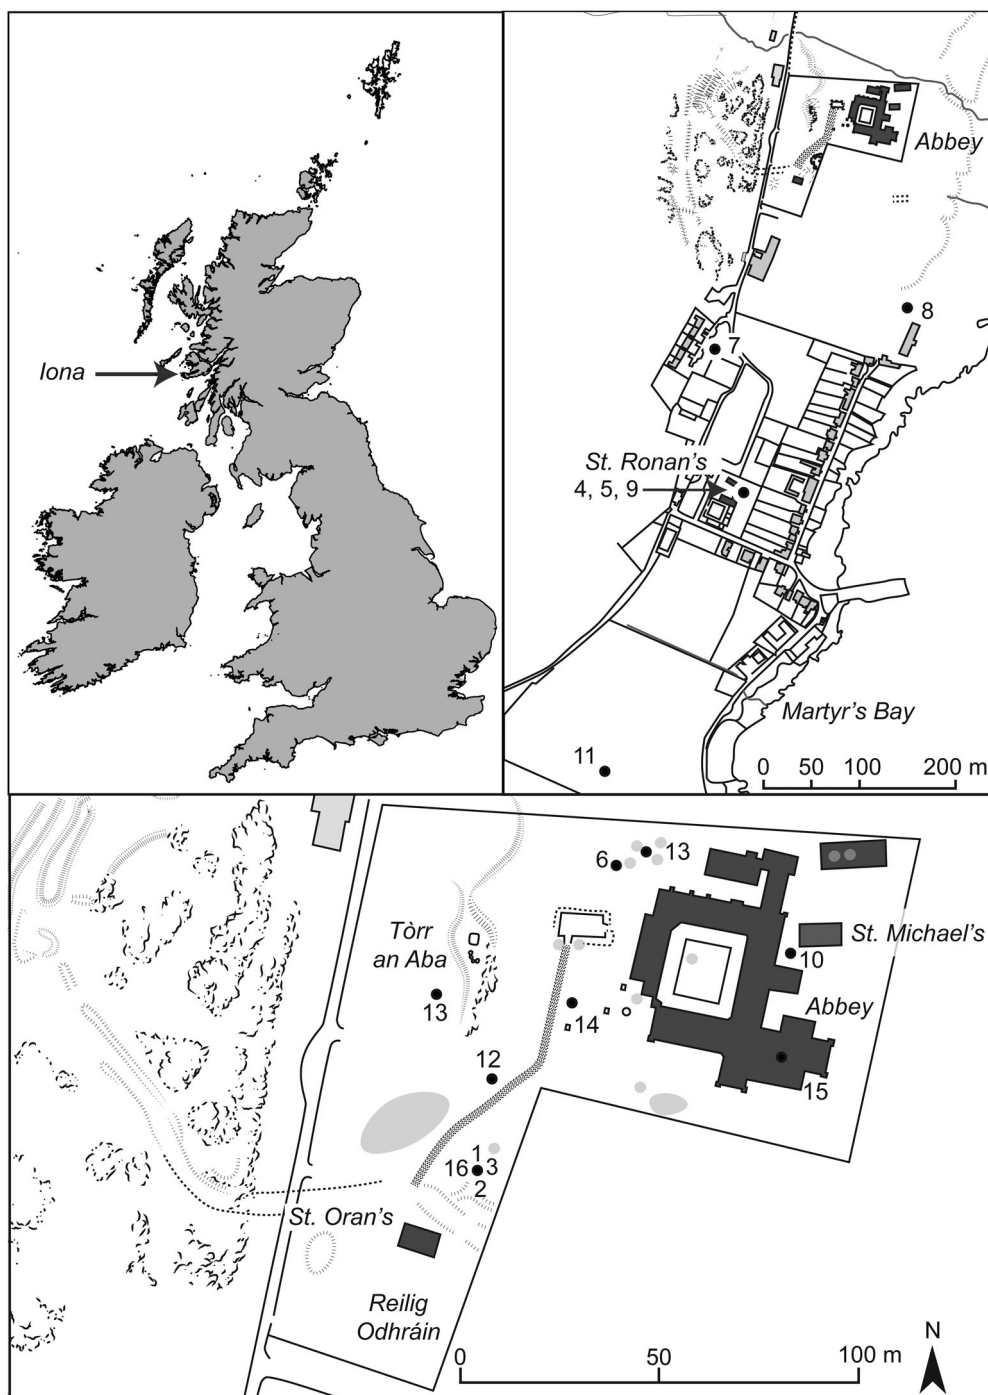 Iona
Abbey
8
7
St. Ronan's
4, 5, 9
Martyr's Bay
11
0 50 100 200 m
6
13
Tòrr
an Aba
St. Michael's
10
13
14
Abbey
12
15
1
16 3
2
St. Oran's
Reilig
Odhráin
0 50 100 m
N